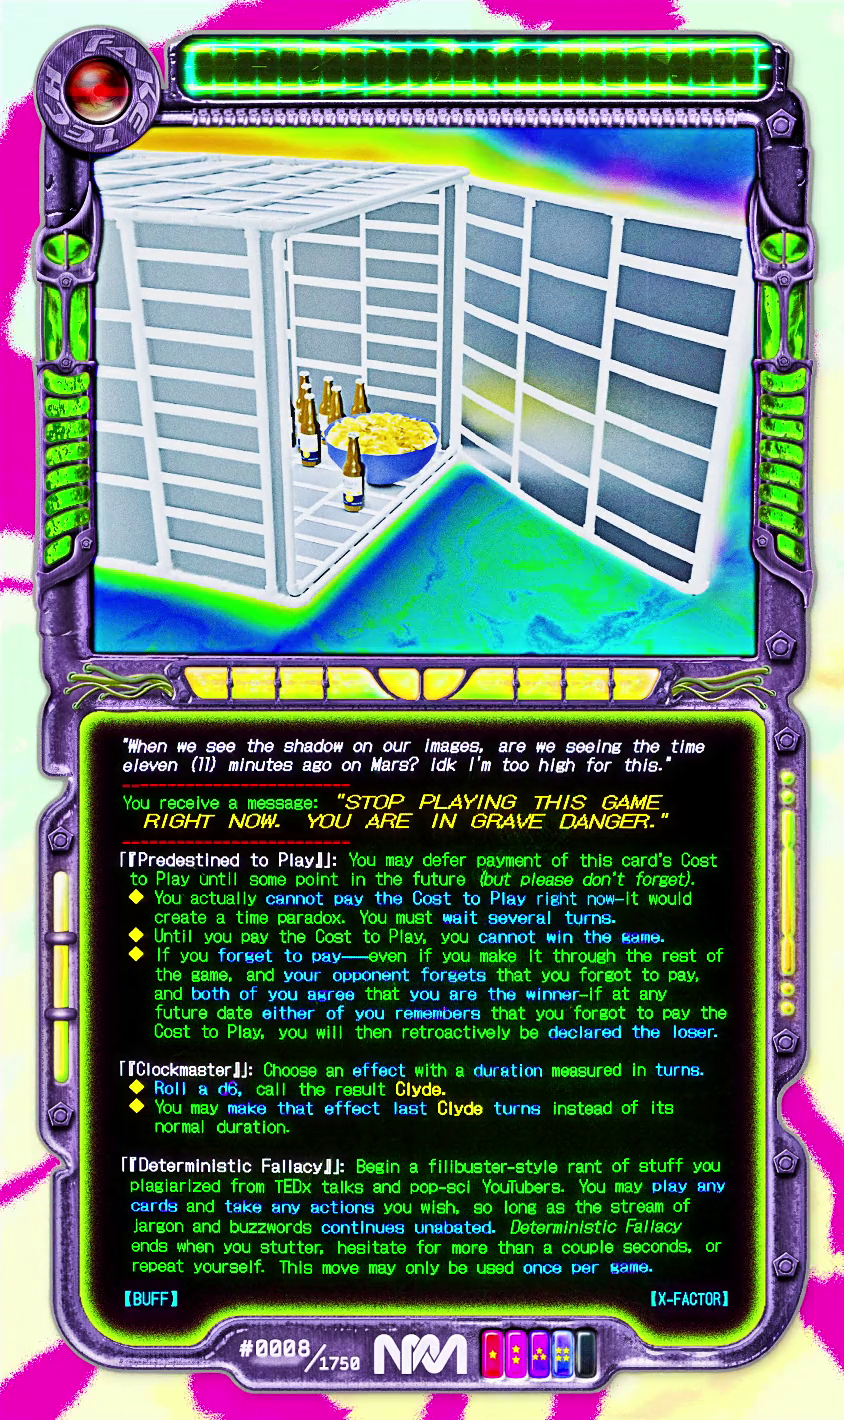 FAKE TECH
"When we see the shadow on our images, are we seeing the time
eleven (11) minutes ago on Mars? Idk I'm too high for this."
You receive a message: "STOP PLAYING THIS GAME
RIGHT NOW. YOU ARE IN GRAVE DANGER."
『Predestined to Play』: You may defer payment of this card's Cost
to Play until some point in the future (but please don't forget).
◆ You actually cannot pay the Cost to Play right now—it would
create a time paradox. You must wait several turns.
◆ Until you pay the Cost to Play, you cannot win the game.
◆ If you forget to pay——even if you make it through the rest of
the game, and your opponent forgets that you forgot to pay,
and both of you agree that you are the winner—if at any
future date either of you remembers that you forgot to pay the
Cost to Play, you will then retroactively be declared the loser.
『Clockmaster』: Choose an effect with a duration measured in turns.
◆ Roll a d6, call the result Clyde.
◆ You may make that effect last Clyde turns instead of its
normal duration.
『Deterministic Fallacy』: Begin a filibuster-style rant of stuff you
plagiarized from TEDx talks and pop-sci YouTubers. You may play any
cards and take any actions you wish, so long as the stream of
jargon and buzzwords continues unabated. Deterministic Fallacy
ends when you stutter, hesitate for more than a couple seconds, or
repeat yourself. This move may only be used once per game.
【BUFF】 【X-FACTOR】
#0008/1750